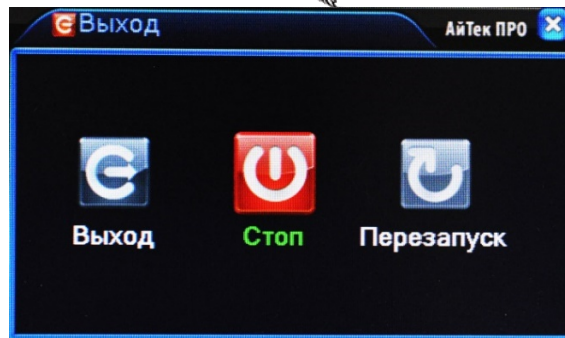 Выход
АйТек ПРО
Выход
Стоп
Перезапуск